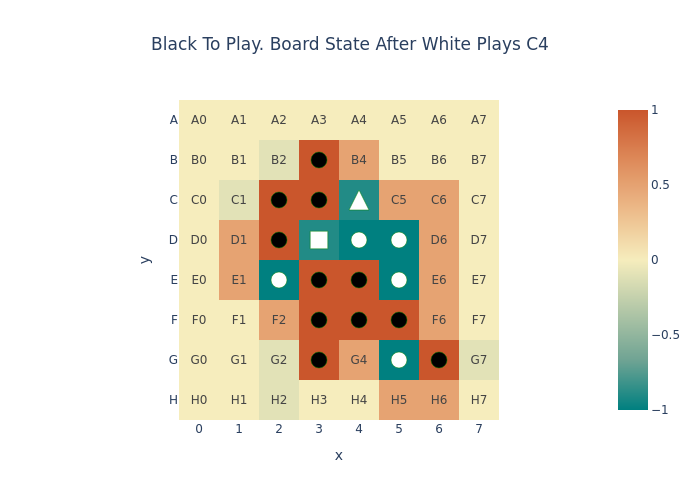 Black To Play. Board State After White Plays C4
A A0 A1 A2 A3 A4 A5 A6 A7
B B0 B1 B2 B4 B5 B6 B7
C C0 C1 C5 C6 C7
D D0 D1 D6 D7
E E0 E1 E6 E7
F F0 F1 F2 F6 F7
G G0 G1 G2 G4 G7
H H0 H1 H2 H3 H4 H5 H6 H7
0 1 2 3 4 5 6 7
x
y
1
0.5
0
−0.5
−1